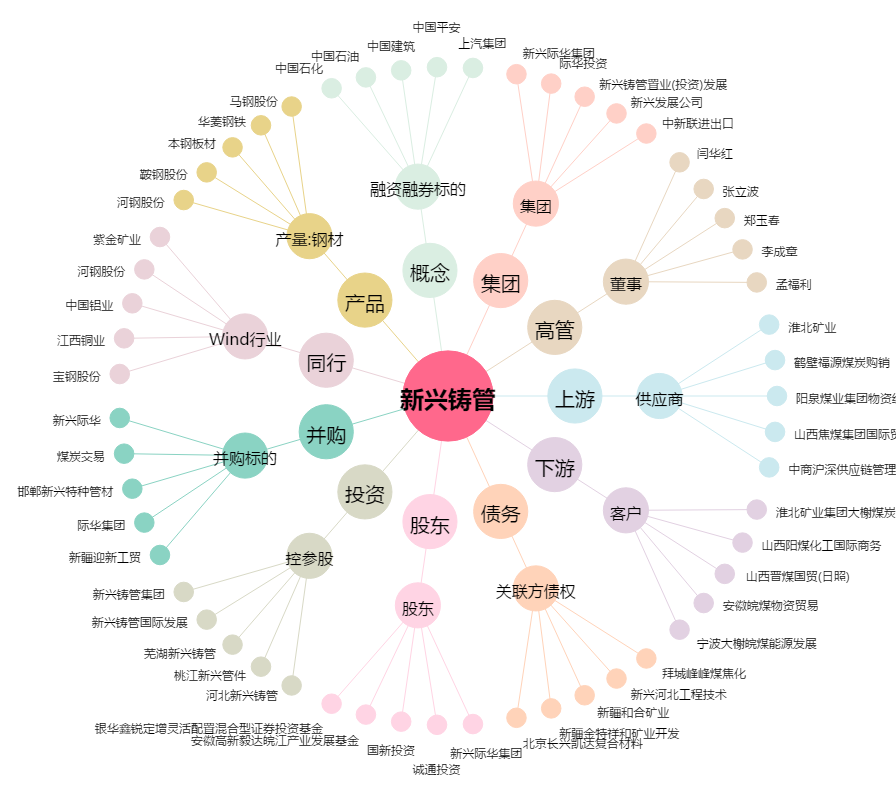 新兴铸管
概念
融资融券标的
中国石化
中国石油
中国建筑
中国平安
上汽集团
集团
集团
新兴际华集团
际华投资
新兴铸管置业(投资)发展
新兴发展公司
中新联进出口
高管
董事
闫华红
张立波
郑玉春
李成章
孟福利
上游
供应商
淮北矿业
鹤壁福源煤炭购销
阳泉煤业集团物资经
山西焦煤集团国际贸
中商沪深供应链管理
下游
客户
淮北矿业集团大榭煤炭
山西阳煤化工国际商务
山西晋煤国贸(日照)
安徽皖煤物资贸易
宁波大榭皖煤能源发展
债务
关联方债权
拜城峰峰煤焦化
新兴河北工程技术
新疆和合矿业
新疆金特祥和矿业开发
北京长兴凯达复合材料
股东
股东
新兴际华集团
诚通投资
国新投资
安徽高新毅达皖江产业发展基金
银华鑫锐定增灵活配置混合型证券投资基金
投资
控参股
河北新兴铸管
桃江新兴管件
芜湖新兴铸管
新兴铸管国际发展
新兴铸管集团
并购
并购标的
新疆迎新工贸
际华集团
邯郸新兴特种管材
煤炭交易
新兴际华
同行
Wind行业
宝钢股份
江西铜业
中国铝业
河钢股份
紫金矿业
产品
产量:钢材
河钢股份
鞍钢股份
本钢板材
华菱钢铁
马钢股份